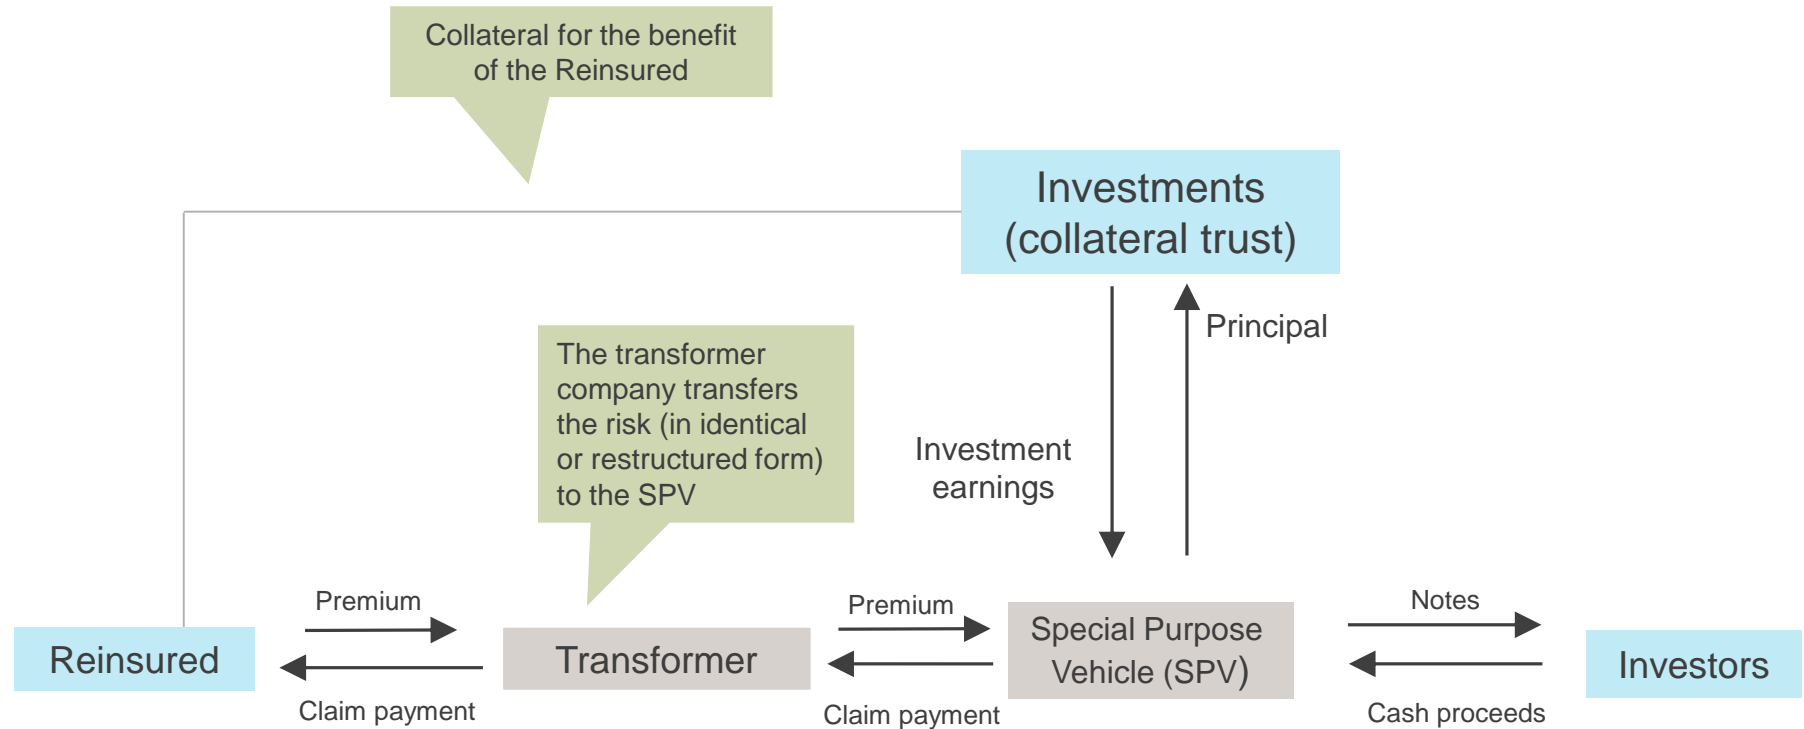 Collateral for the benefit
of the Reinsured
Investments
(collateral trust)
Principal
The transformer
company transfers
the risk (in identical
or restructured form)
to the SPV
Investment
earnings
Premium
Premium
Notes
Reinsured
Transformer
Special Purpose
Vehicle (SPV)
Investors
Claim payment
Claim payment
Cash proceeds